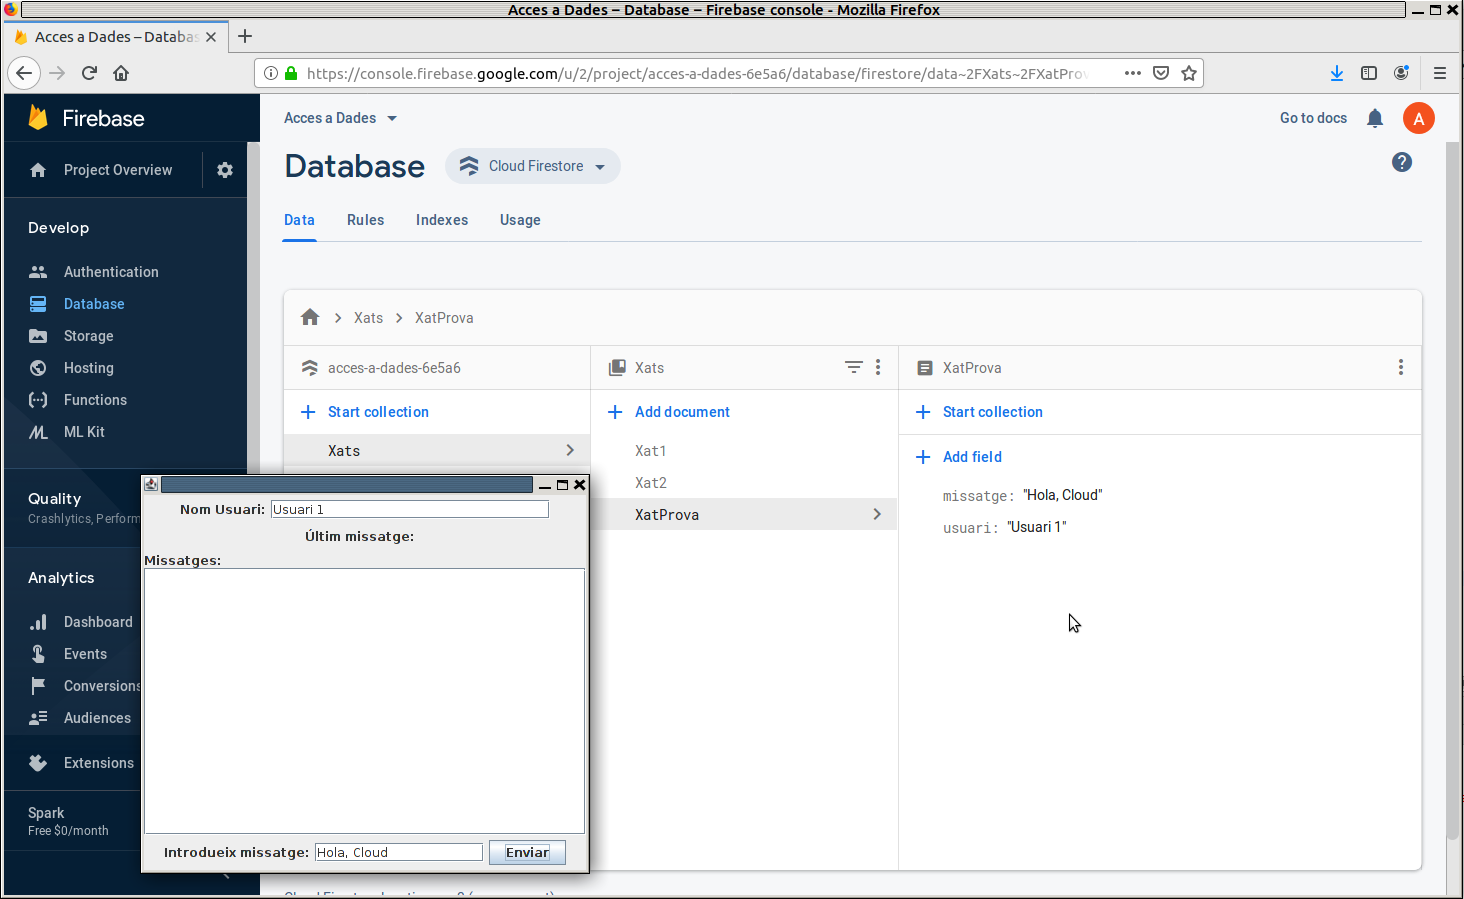 Acces a Dades – Database – Firebase console - Mozilla Firefox
Acces a Dades – Databas
https://console.firebase.google.com/u/2/project/acces-a-dades-6e5a6/database/firestore/data~2FXats~2FXatProv
Firebase
Acces a Dades
Go to docs
A
Project Overview
Database
Cloud Firestore
Data Rules Indexes Usage
Develop
Authentication
Database
Storage
Hosting
Functions
ML Kit
Xats
XatProva
acces-a-dades-6e5a6
Xats
XatProva
Start collection
Add document
Start collection
Xats
Xat1
Xat2
XatProva
Add field
missatge: "Hola, Cloud"
usuari: "Usuari 1"
Quality
Crashlytics, Perform
Analytics
Dashboard
Events
Conversions
Audiences
Extensions
Spark
Free $0/month
Nom Usuari: Usuari 1
Últim missatge:
Missatges:
Introdueix missatge: Hola, Cloud Enviar